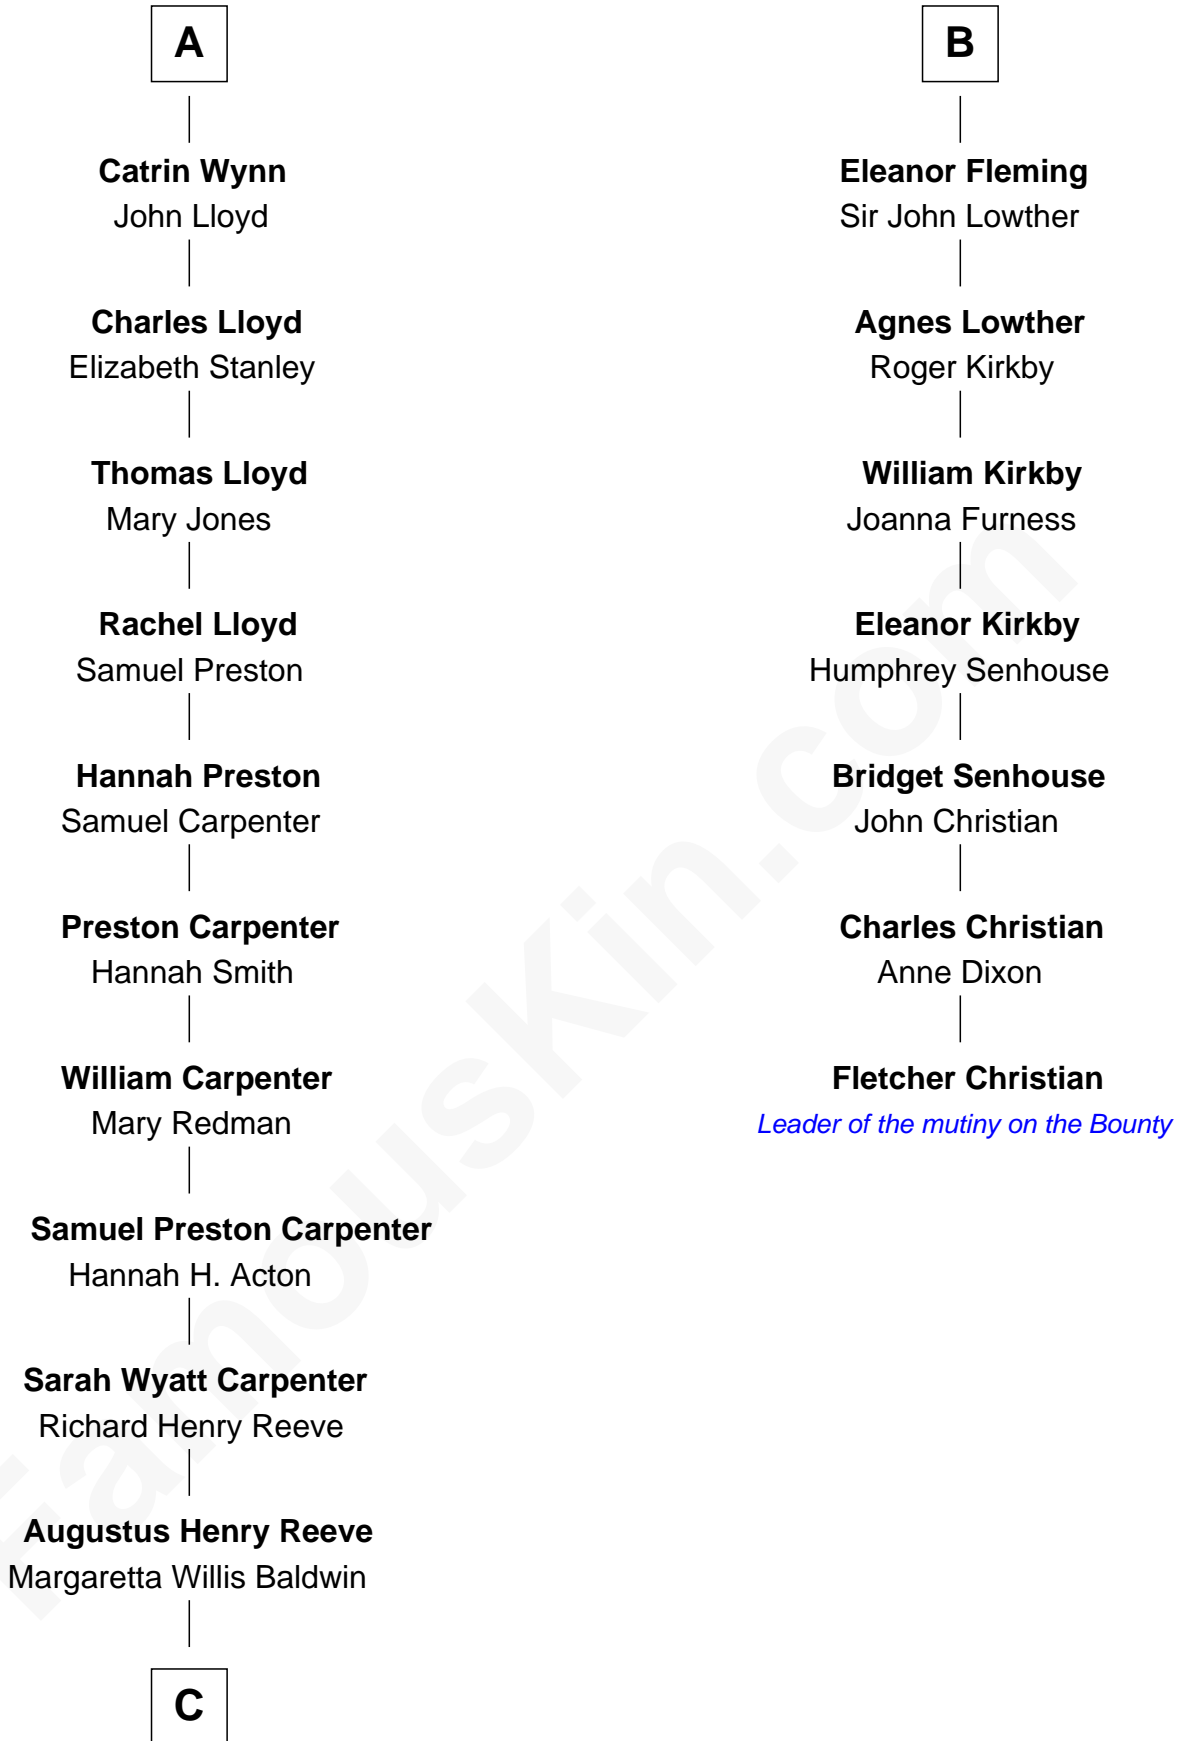 A
Catrin Wynn
John Lloyd
Charles Lloyd
Elizabeth Stanley
Thomas Lloyd
Mary Jones
Rachel Lloyd
Samuel Preston
Hannah Preston
Samuel Carpenter
Preston Carpenter
Hannah Smith
William Carpenter
Mary Redman
Samuel Preston Carpenter
Hannah H. Acton
Sarah Wyatt Carpenter
Richard Henry Reeve
Augustus Henry Reeve
Margaretta Willis Baldwin
C
B
Eleanor Fleming
Sir John Lowther
Agnes Lowther
Roger Kirkby
William Kirkby
Joanna Furness
Eleanor Kirkby
Humphrey Senhouse
Bridget Senhouse
John Christian
Charles Christian
Anne Dixon
Fletcher Christian
Leader of the mutiny on the Bounty
FamousKin.com